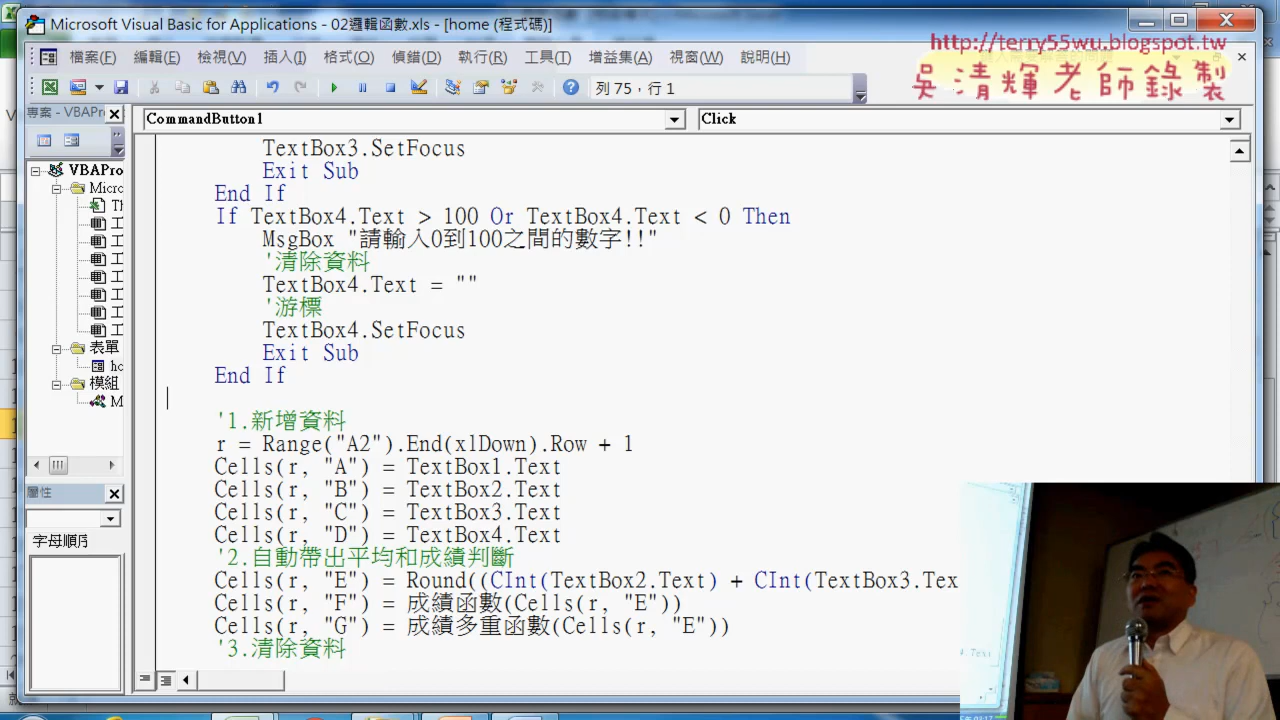 Microsoft Visual Basic for Applications - 02邏輯函數.xls - [home (程式碼)]
http://terry55wu.blogspot.tw
吳清輝老師錄製
檔案(F) 編輯(E) 檢視(V) 插入(I) 格式(O) 偵錯(D) 執行(R) 工具(T) 增益集(A) 視窗(W) 說明(H)
列 75，行 1
專案 - VBAPr
CommandButton1
Click
VBAPro
Micro
表單
模組
屬性
字母順序
TextBox3.SetFocus
Exit Sub
End If
If TextBox4.Text > 100 Or TextBox4.Text < 0 Then
MsgBox "請輸入0到100之間的數字!!"
'清除資料
TextBox4.Text = ""
'游標
TextBox4.SetFocus
Exit Sub
End If
'1.新增資料
r = Range("A2").End(xlDown).Row + 1
Cells(r, "A") = TextBox1.Text
Cells(r, "B") = TextBox2.Text
Cells(r, "C") = TextBox3.Text
Cells(r, "D") = TextBox4.Text
'2.自動帶出平均和成績判斷
Cells(r, "E") = Round((CInt(TextBox2.Text) + CInt(TextBox3.Tex
Cells(r, "F") = 成績函數(Cells(r, "E"))
Cells(r, "G") = 成績多重函數(Cells(r, "E"))
'3.清除資料